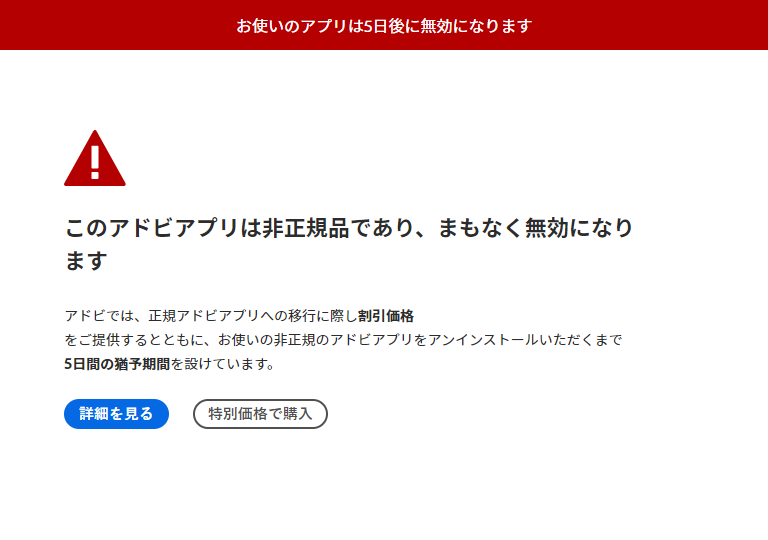 お使いのアプリは5日後に無効になります
このアドビアプリは非正規品であり、まもなく無効になり
ます
アドビでは、正規アドビアプリへの移行に際し割引価格
をご提供するとともに、お使いの非正規のアドビアプリをアンインストールいただくまで
5日間の猶予期間を設けています。
詳細を見る
特別価格で購入